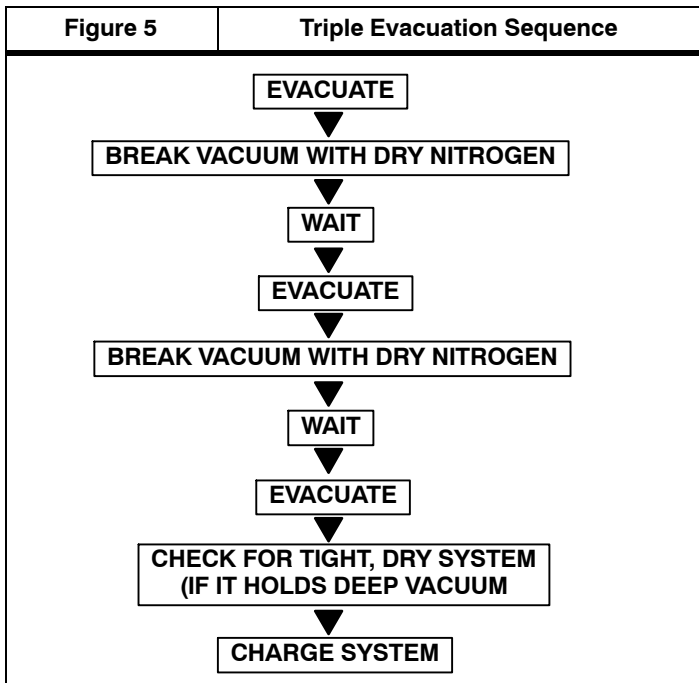 Figure 5 Triple Evacuation Sequence
EVACUATE
BREAK VACUUM WITH DRY NITROGEN
WAIT
EVACUATE
BREAK VACUUM WITH DRY NITROGEN
WAIT
EVACUATE
CHECK FOR TIGHT, DRY SYSTEM
(IF IT HOLDS DEEP VACUUM
CHARGE SYSTEM